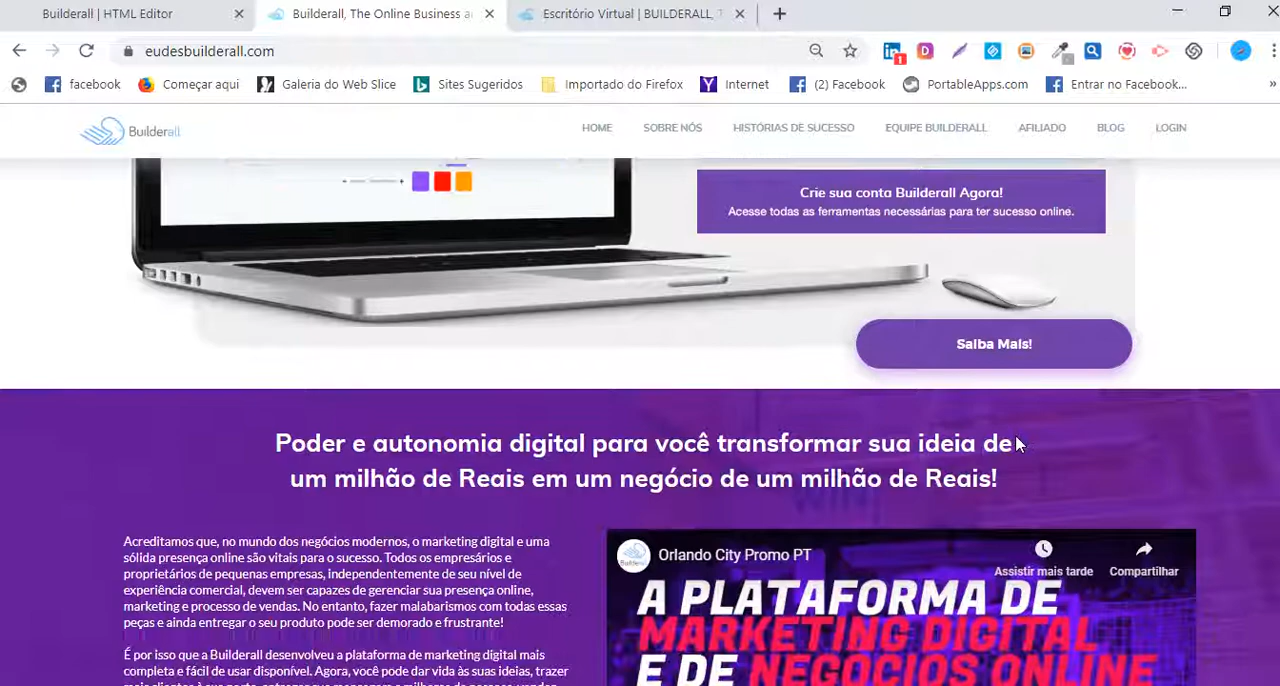 Builderall | HTML Editor
Builderall, The Online Business a
Escritório Virtual | BUILDERALL, T
eudesbuilderall.com
1
facebook
Começar aqui
Galeria do Web Slice
Sites Sugeridos
Importado do Firefox
Internet
(2) Facebook
PortableApps.com
Entrar no Facebook...
»
Builderall
HOME
SOBRE NÓS
HISTÓRIAS DE SUCESSO
EQUIPE BUILDERALL
AFILIADO
BLOG
LOGIN
Crie sua conta Builderall Agora!
Acesse todas as ferramentas necessárias para ter sucesso online.
Saiba Mais!
Poder e autonomia digital para você transformar sua ideia de
um milhão de Reais em um negócio de um milhão de Reais!
Acreditamos que, no mundo dos negócios modernos, o marketing digital e uma
sólida presença online são vitais para o sucesso. Todos os empresários e
proprietários de pequenas empresas, independentemente de seu nível de
experiência comercial, devem ser capazes de gerenciar sua presença online,
marketing e processo de vendas. No entanto, fazer malabarismos com todas essas
peças e ainda entregar o seu produto pode ser demorado e frustrante!
É por isso que a Builderall desenvolveu a plataforma de marketing digital mais
completa e fácil de usar disponível. Agora, você pode dar vida às suas ideias, trazer
Orlando City Promo PT
Assistir mais tarde
Compartilhar
A PLATAFORMA DE
MARKETING DIGITAL
E DE NEGÓCIOS ONLINE